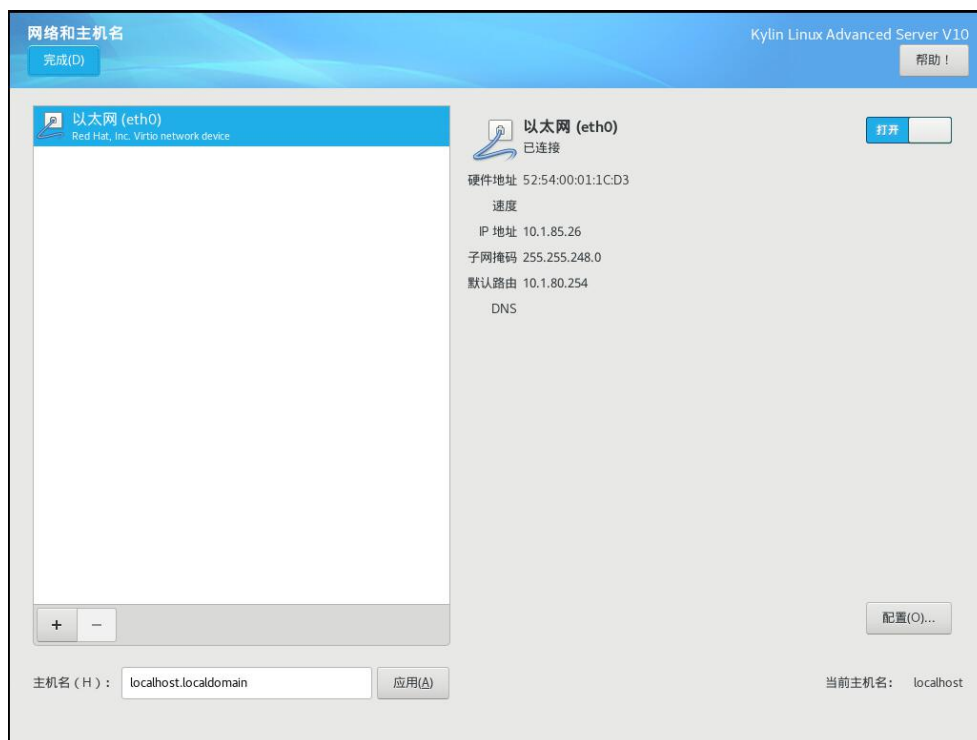 网络和主机名
Kylin Linux Advanced Server V10
完成(D)
帮助！
以太网 (eth0)
Red Hat, Inc. Virtio network device
以太网 (eth0)
已连接
打开
硬件地址 52:54:00:01:1C:D3
速度
IP 地址 10.1.85.26
子网掩码 255.255.248.0
默认路由 10.1.80.254
DNS
+ −
配置(O)...
主机名（H）： localhost.localdomain 应用(A)
当前主机名： localhost